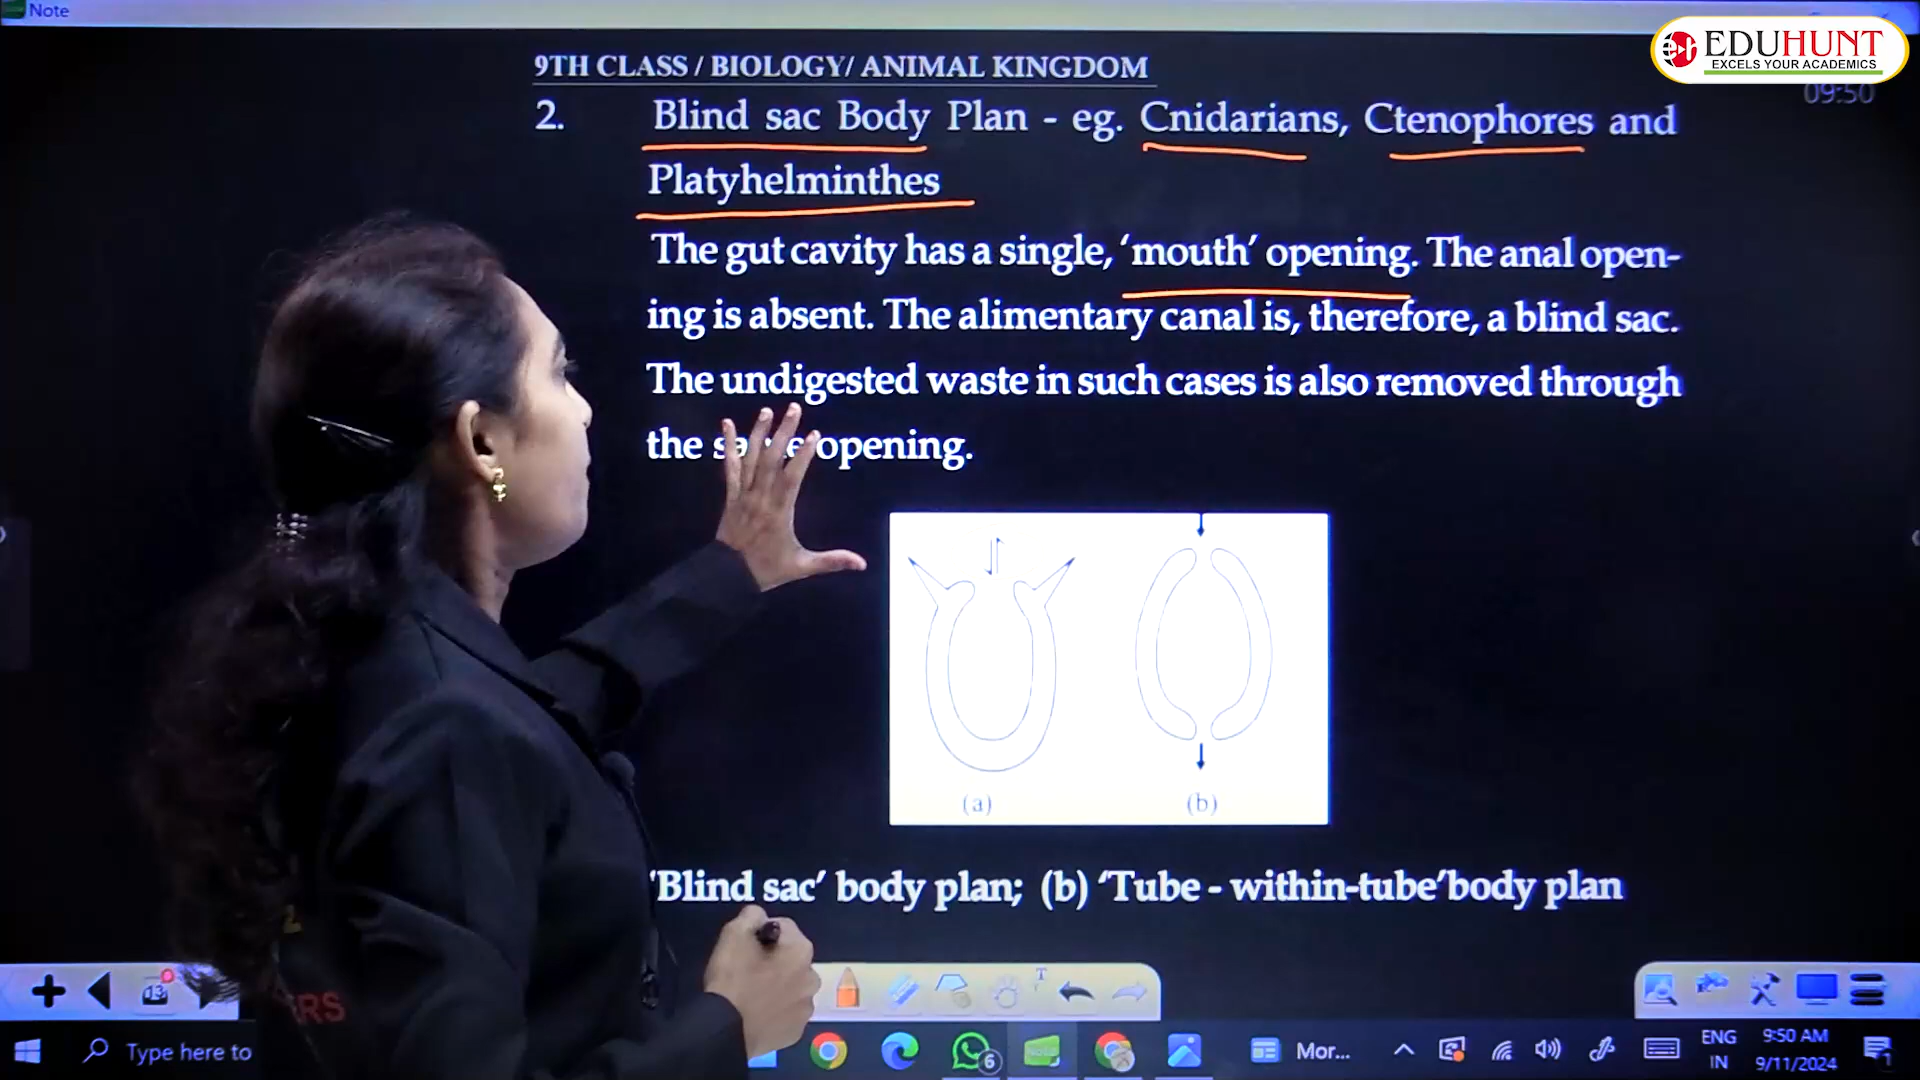 Note
EDUHUNT
EXCELS YOUR ACADEMICS
09:50
9TH CLASS / BIOLOGY/ ANIMAL KINGDOM
2. Blind sac Body Plan - eg. Cnidarians, Ctenophores and
Platyhelminthes
The gut cavity has a single, ‘mouth’ opening. The anal open-
ing is absent. The alimentary canal is, therefore, a blind sac.
The undigested waste in such cases is also removed through
the opening.
(a) (b)
‘Blind sac’ body plan; (b) ‘Tube - within-tube’body plan
13
T
Type here to
6
Mor...
ENG
IN
9:50 AM
9/11/2024
1